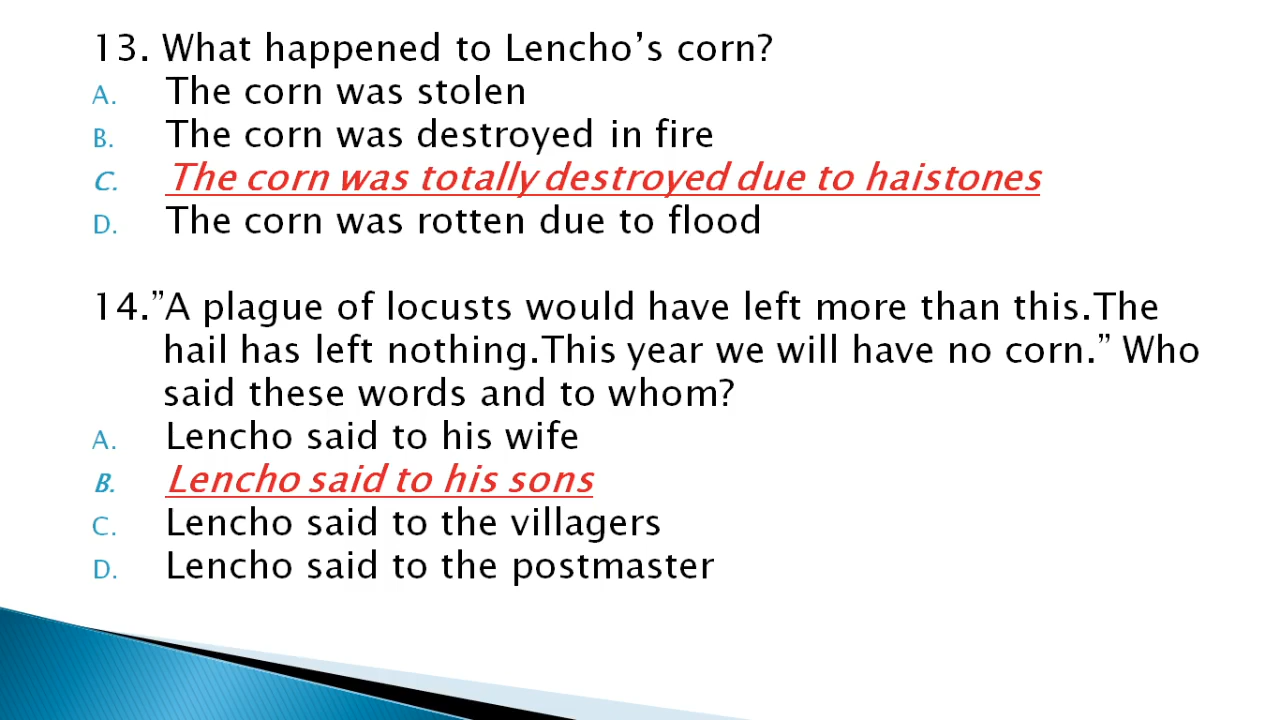 13. What happened to Lencho’s corn?
A. The corn was stolen
B. The corn was destroyed in fire
C. The corn was totally destroyed due to haistones
D. The corn was rotten due to flood
14.”A plague of locusts would have left more than this.The
hail has left nothing.This year we will have no corn.” Who
said these words and to whom?
A. Lencho said to his wife
B. Lencho said to his sons
C. Lencho said to the villagers
D. Lencho said to the postmaster